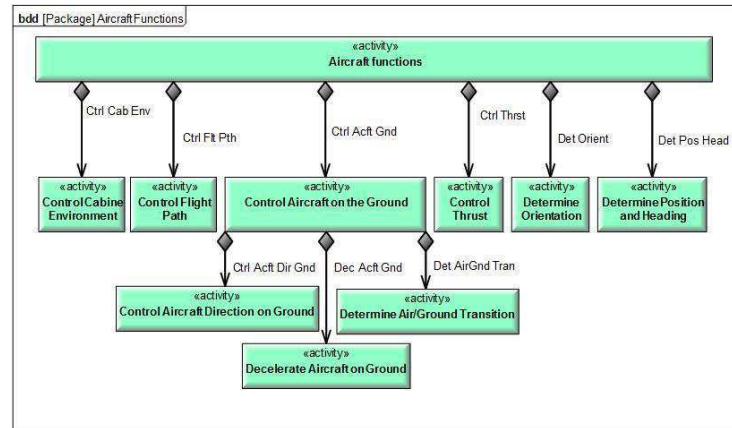 bdd [Package] AircraftFunctions
«activity»
Aircraft functions
Ctrl Cab Env
Ctrl Flt Pth
Ctrl Acft Gnd
Ctrl Thrst
Det Orient
Det Pos Head
«activity»
Control Cabine
Environment
«activity»
Control Flight
Path
«activity»
Control Aircraft on the Ground
«activity»
Control
Thrust
«activity»
Determine
Orientation
«activity»
Determine Position
and Heading
Ctrl Acft Dir Gnd
Dec Acft Gnd
Det AirGnd Tran
«activity»
Control Aircraft Direction on Ground
«activity»
Determine Air/Ground Transition
«activity»
Decelerate Aircraft on Ground